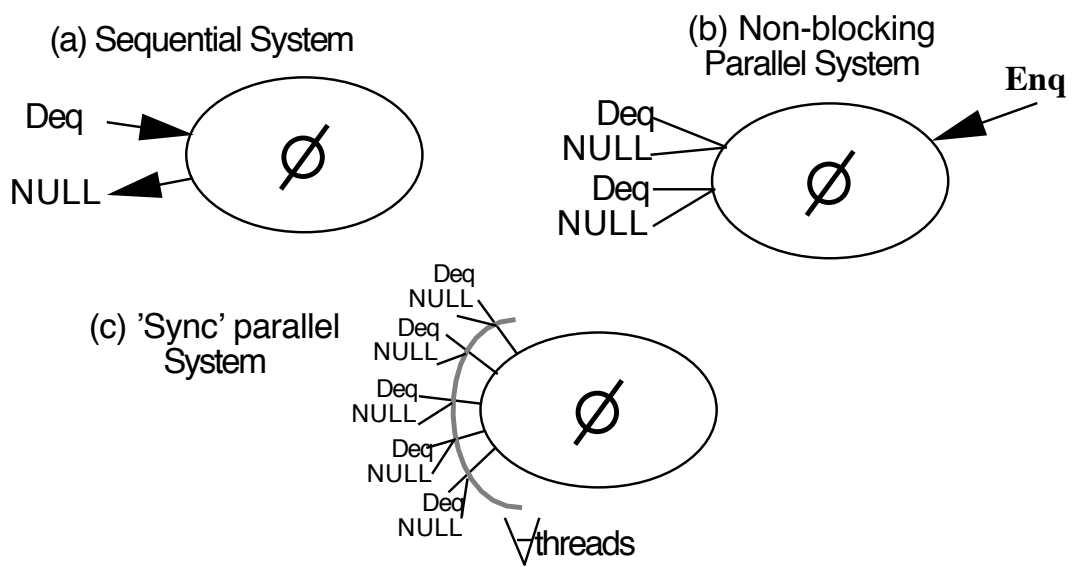 (a) Sequential System
Deq
NULL
∅
(b) Non-blocking
Parallel System
Enq
Deq
NULL
Deq
NULL
∅
(c) 'Sync' parallel
System
Deq
NULL
Deq
NULL
Deq
NULL
Deq
NULL
Deq
NULL
∅
∀threads